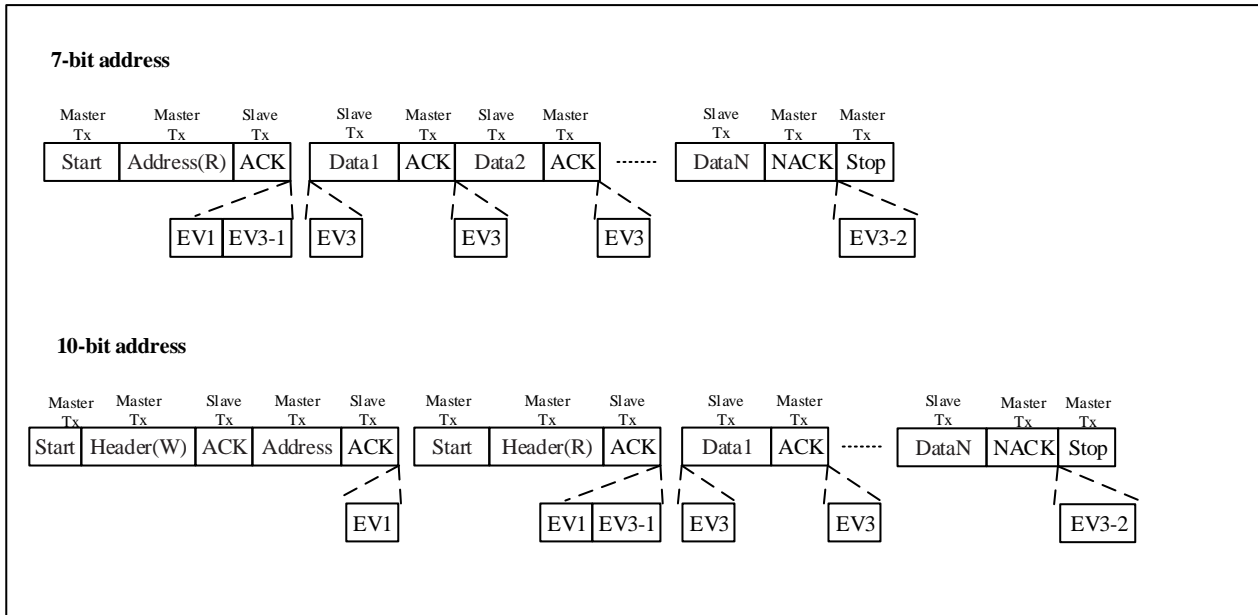 7-bit address
Master Master Slave Slave Master Slave Master Slave Master Master
Tx Tx Tx Tx Tx Tx Tx Tx Tx Tx
Start Address(R) ACK Data1 ACK Data2 ACK DataN NACK Stop
EV1 EV3-1 EV3 EV3 EV3 EV3-2
10-bit address
Master Master Slave Master Slave Master Master Slave Slave Master Slave Master Master
Tx Tx Tx Tx Tx Tx Tx Tx Tx Tx Tx Tx Tx
Start Header(W) ACK Address ACK Start Header(R) ACK Data1 ACK DataN NACK Stop
EV1 EV1 EV3-1 EV3 EV3 EV3-2